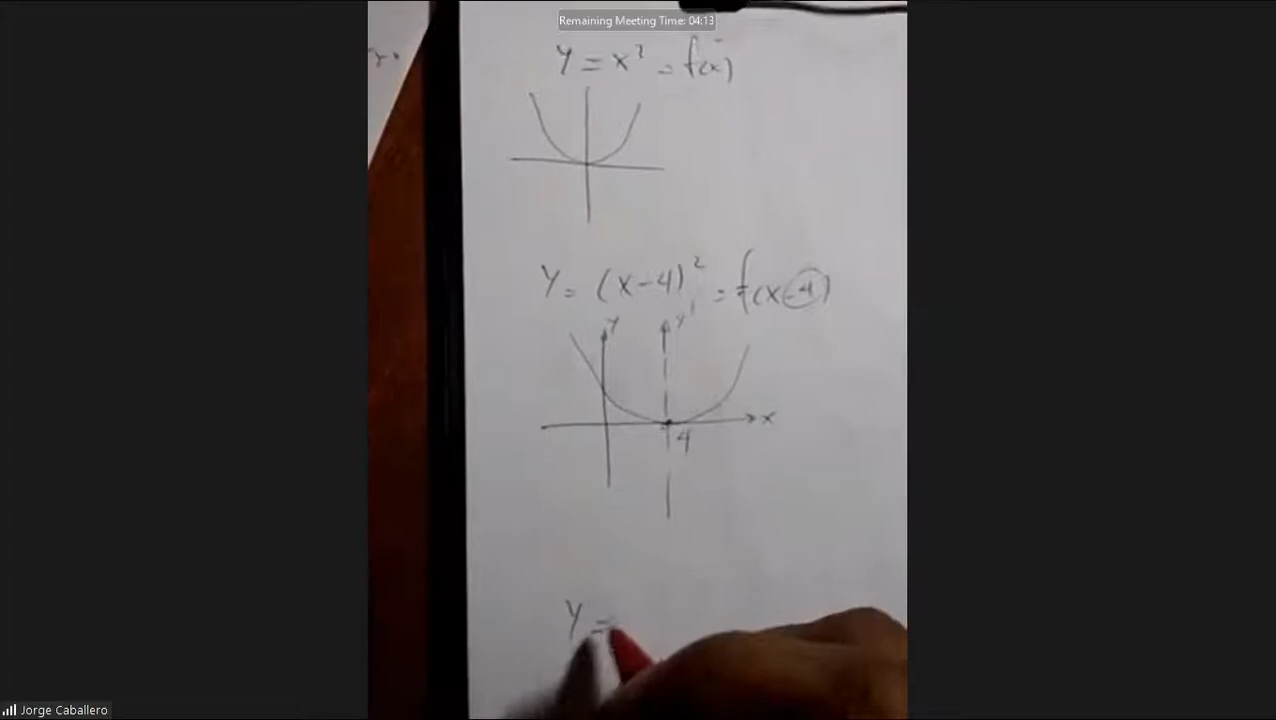 Remaining Meeting Time: 04:13
y = x² = f(x)
y = (x-4)² = f(x-4)
y y'
x
4
y =
Jorge Caballero